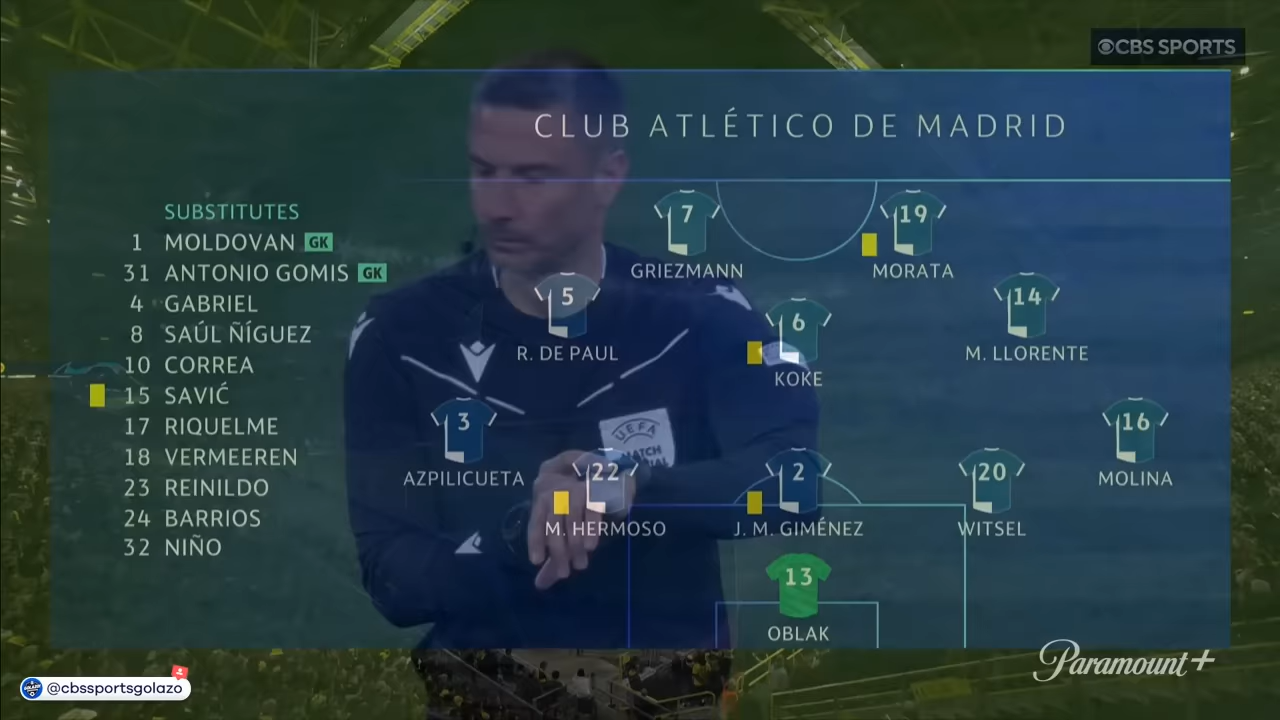 CBS SPORTS
CLUB ATLÉTICO DE MADRID
SUBSTITUTES
1 MOLDOVAN GK
31 ANTONIO GOMIS GK
4 GABRIEL
8 SAÚL ÑÍGUEZ
10 CORREA
15 SAVIĆ
17 RIQUELME
18 VERMEEREN
23 REINILDO
24 BARRIOS
32 NIÑO
7
GRIEZMANN
19
MORATA
5
R. DE PAUL
6
KOKE
14
M. LLORENTE
3
AZPILICUETA
22
M. HERMOSO
2
J. M. GIMÉNEZ
20
WITSEL
16
MOLINA
13
OBLAK
UEFA
MATCH
Paramount+
@cbssportsgolazo